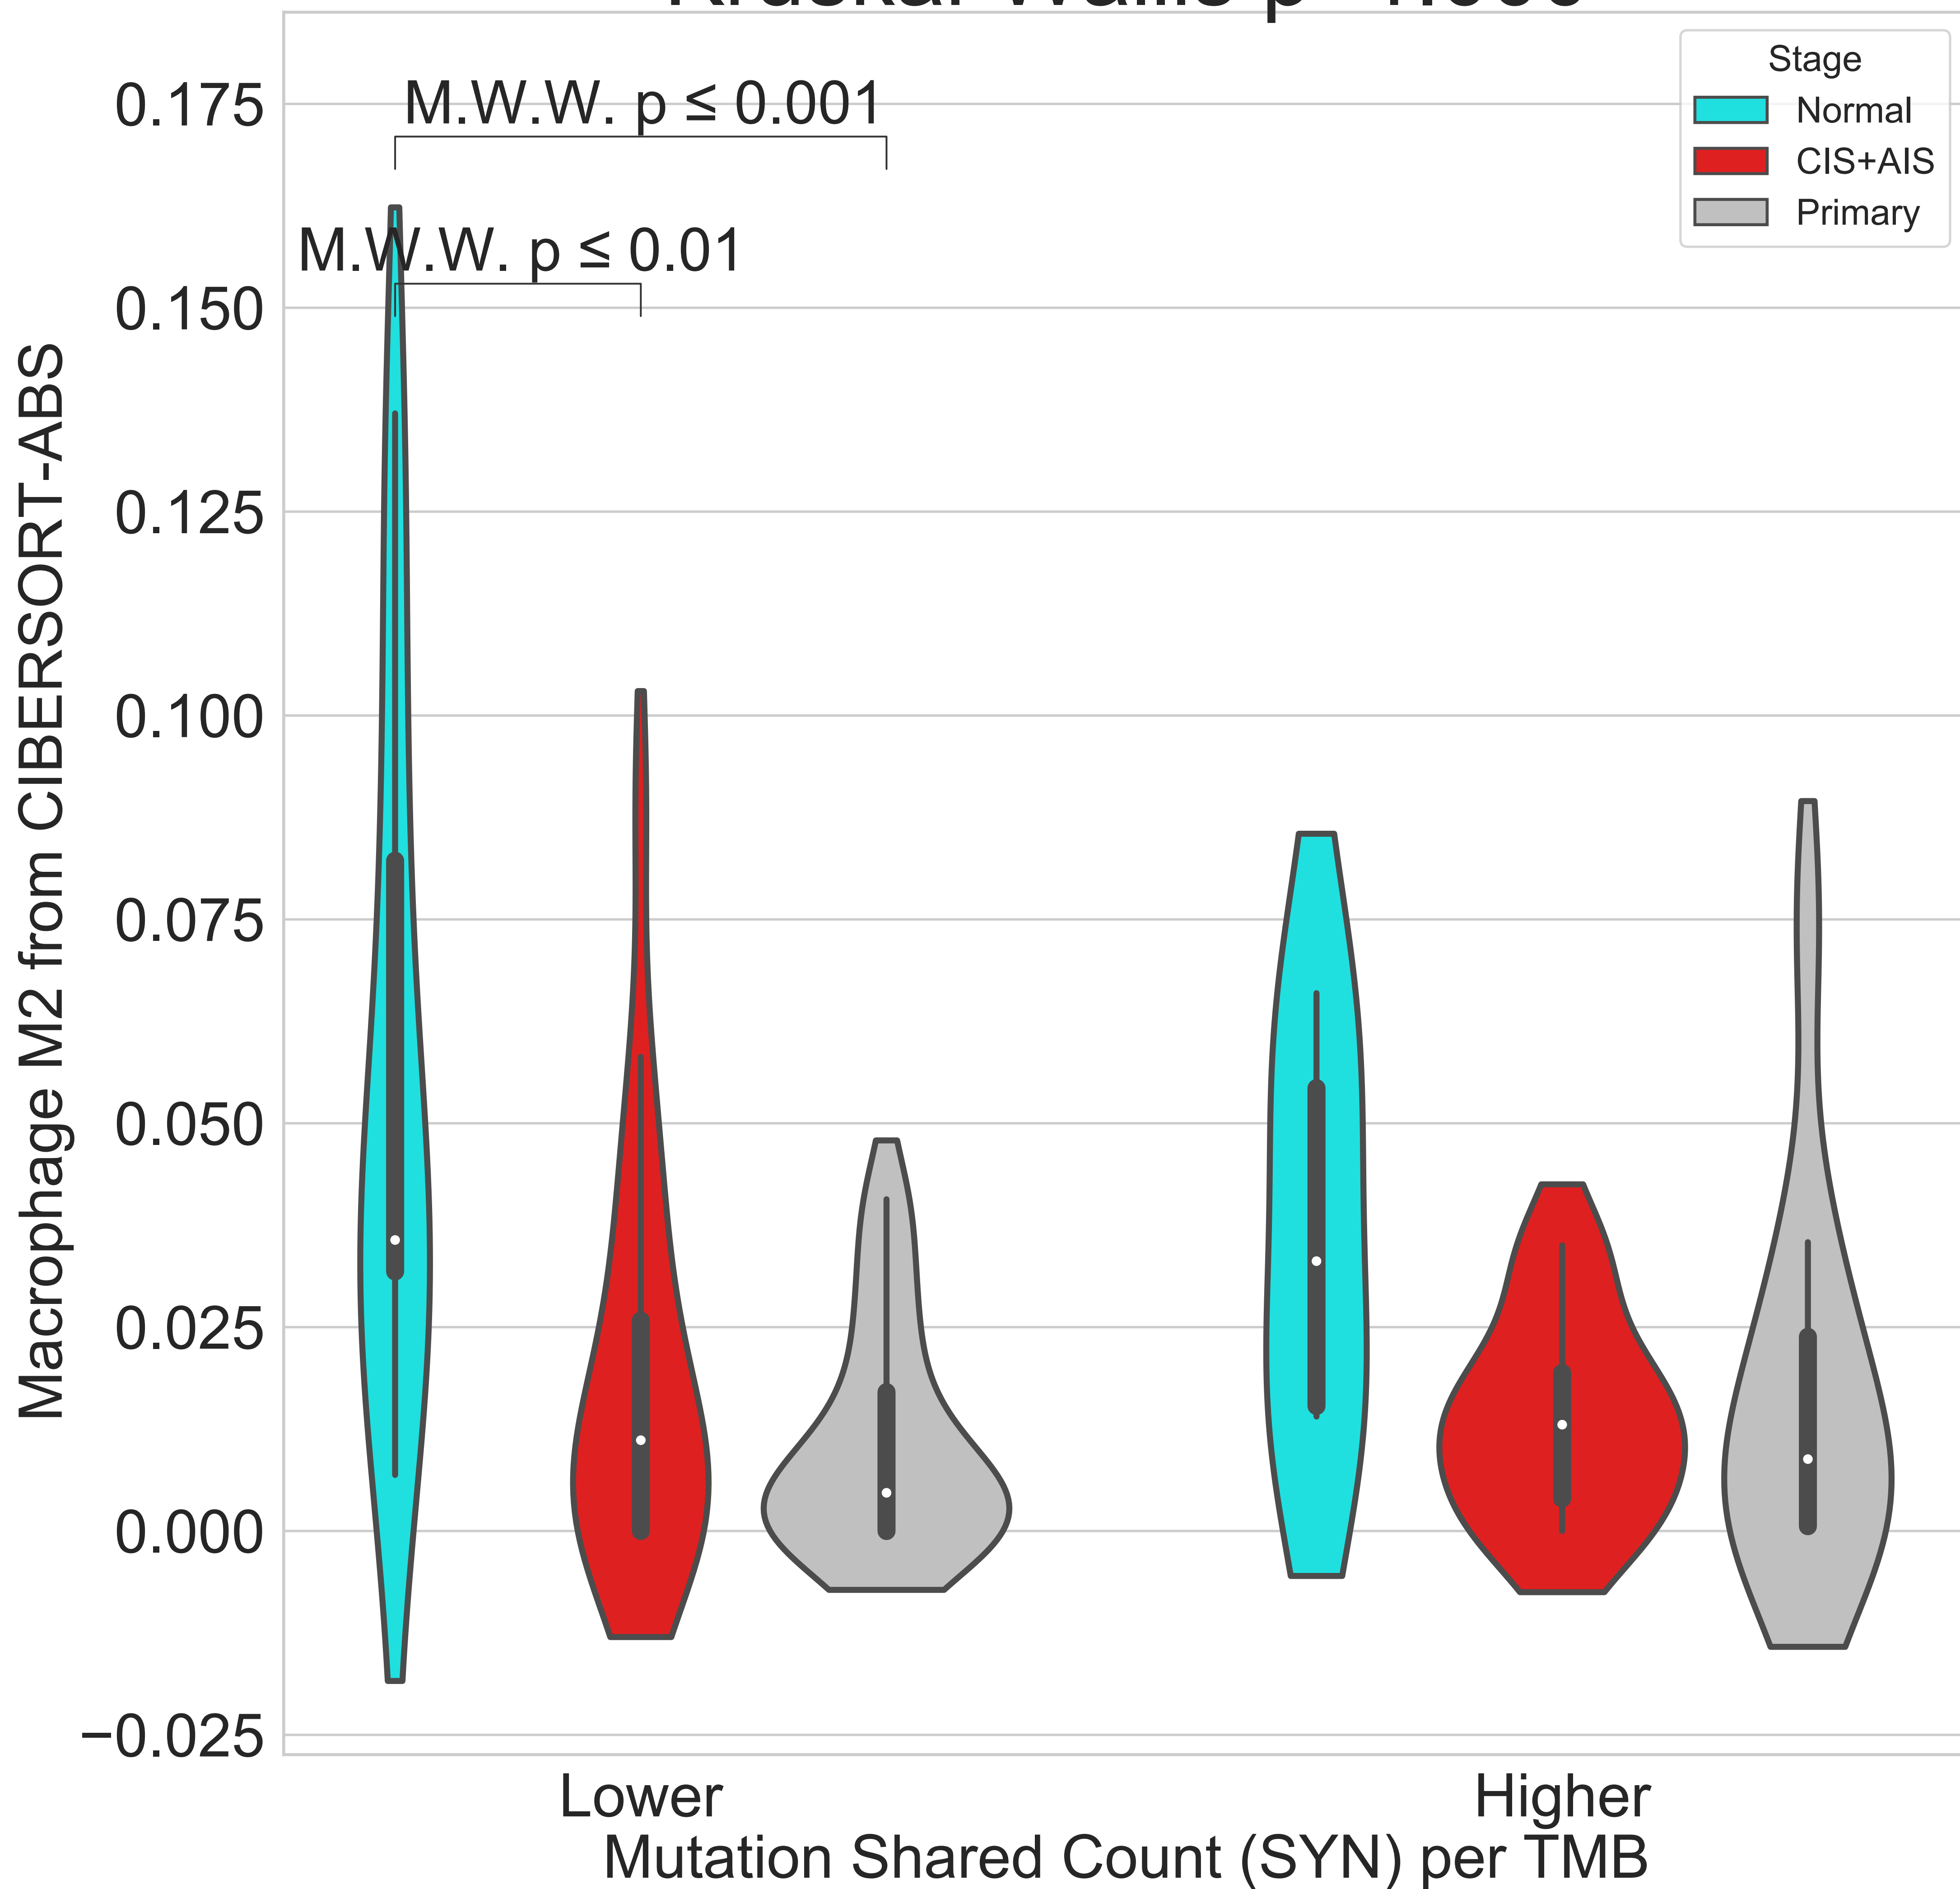 Stage
Normal
CIS+AIS
Primary
M.W.W. p ≤ 0.001
M.W.W. p ≤ 0.01
0.175
0.150
0.125
0.100
0.075
0.050
0.025
0.000
−0.025
Macrophage M2 from CIBERSORT-ABS
Lower
Higher
Mutation Shared Count (SYN) per TMB